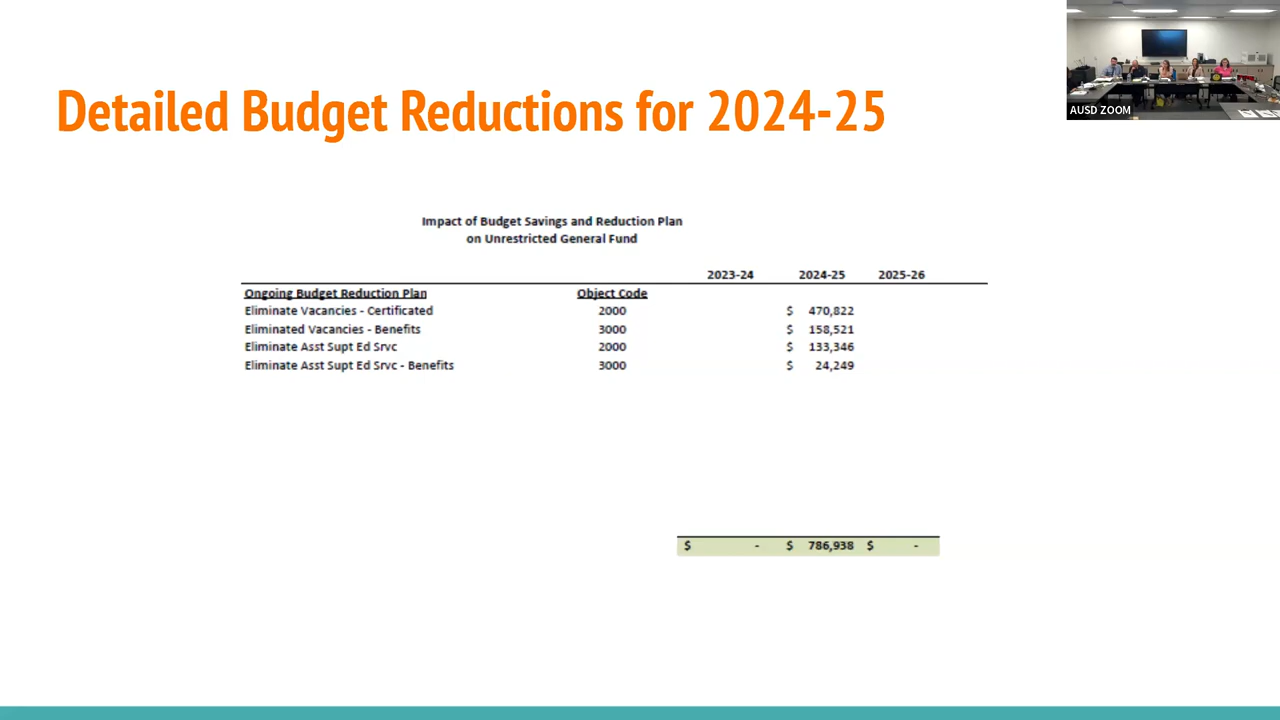 AUSD ZOOM
Detailed Budget Reductions for 2024-25
Impact of Budget Savings and Reduction Plan
on Unrestricted General Fund
2023-24 2024-25 2025-26
Ongoing Budget Reduction Plan Object Code
Eliminate Vacancies - Certificated 2000 $ 470,822
Eliminated Vacancies - Benefits 3000 $ 158,521
Eliminate Asst Supt Ed Srvc 2000 $ 133,346
Eliminate Asst Supt Ed Srvc - Benefits 3000 $ 24,249
$ - $ 786,938 $ -